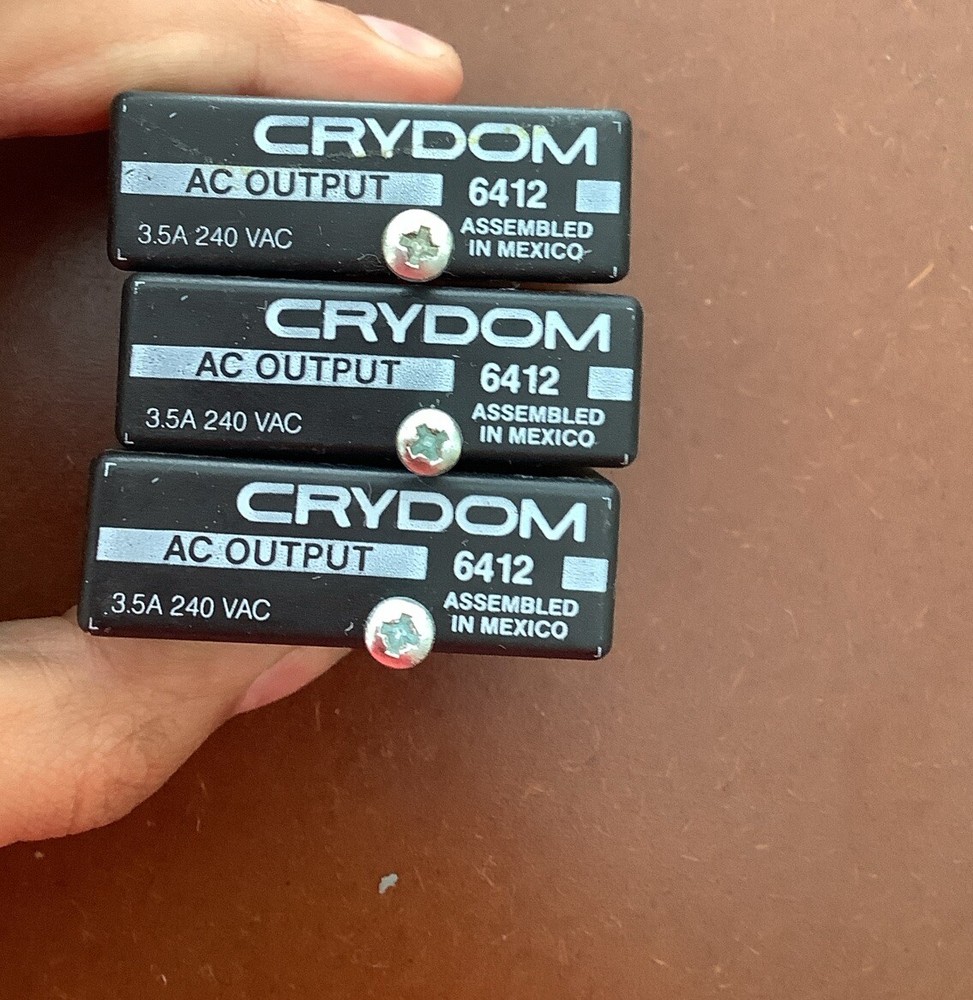 CRYDOM
AC OUTPUT 6412
3.5A 240 VAC ASSEMBLED
IN MEXICO
CRYDOM
AC OUTPUT 6412
3.5A 240 VAC ASSEMBLED
IN MEXICO
CRYDOM
AC OUTPUT 6412
3.5A 240 VAC ASSEMBLED
IN MEXICO